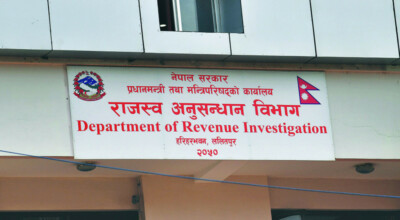 नेपाल सरकार
प्रधानमन्त्री तथा मन्त्रिपरिषद्को कार्यालय
राजस्व अनुसन्धान विभाग
Department of Revenue Investigation
हरिहरभवन, ललितपुर
२०५०